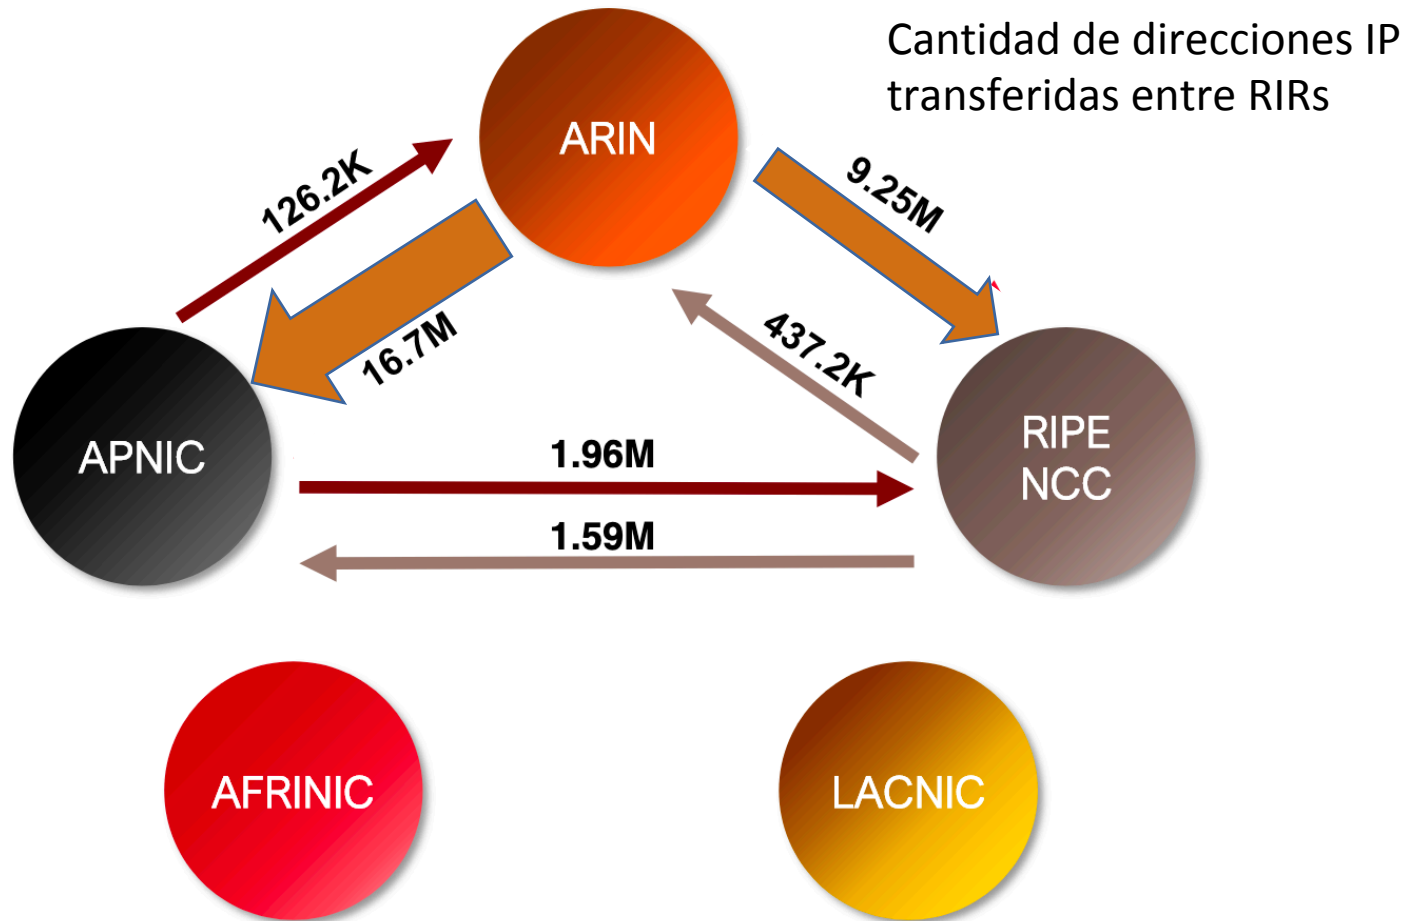 Cantidad de direcciones IP
transferidas entre RIRs
ARIN
126.2K
9.25M
16.7M
437.2K
APNIC
1.96M
RIPE
NCC
1.59M
AFRINIC
LACNIC